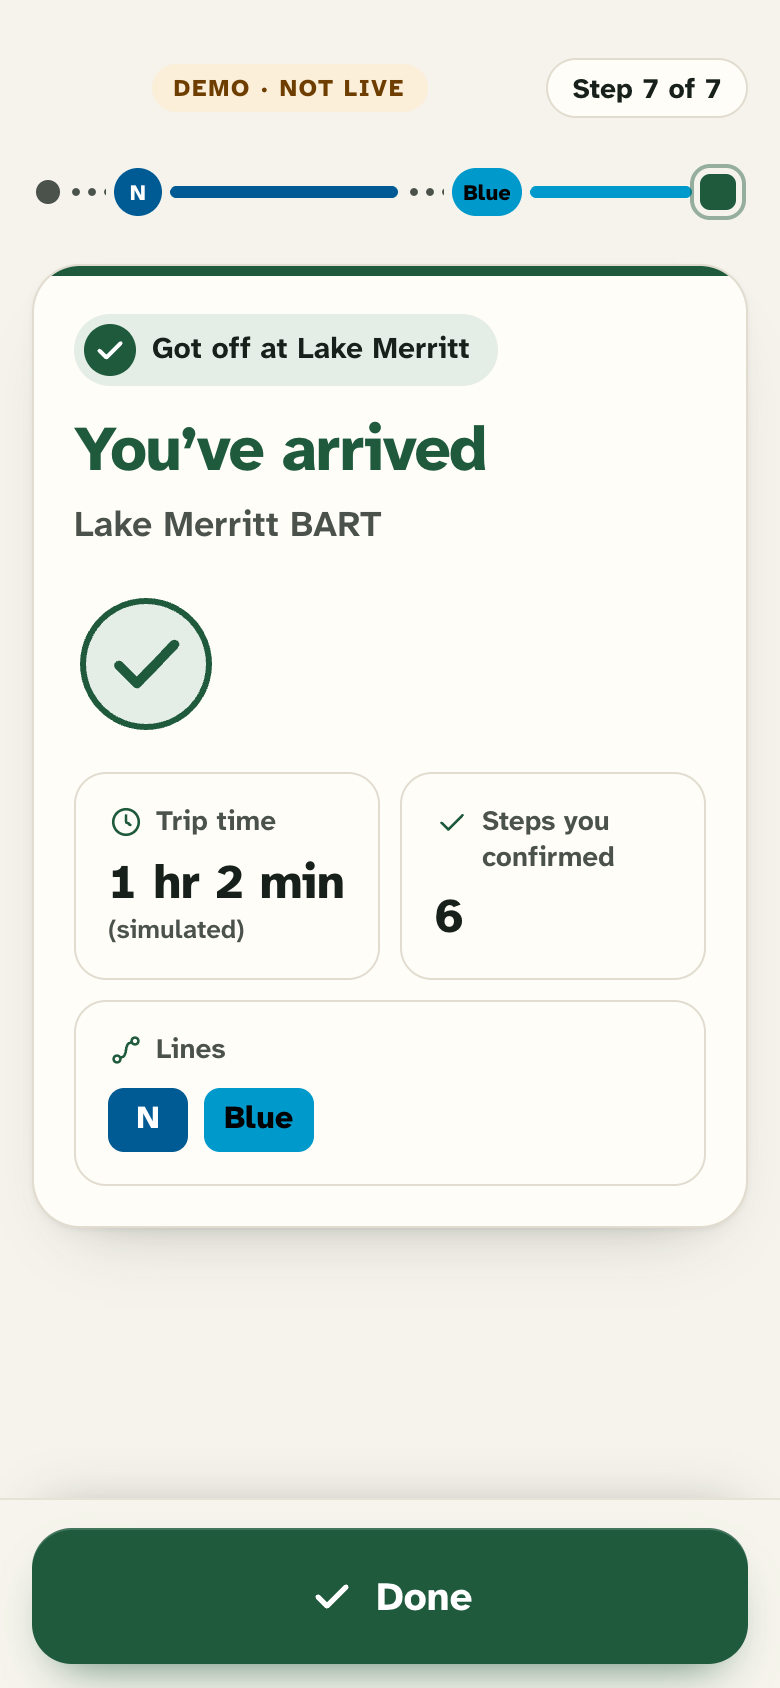 DEMO · NOT LIVE
Step 7 of 7
N
Blue
Got off at Lake Merritt
You’ve arrived
Lake Merritt BART
Trip time
1 hr 2 min
(simulated)
Steps you
confirmed
6
Lines
N
Blue
Done